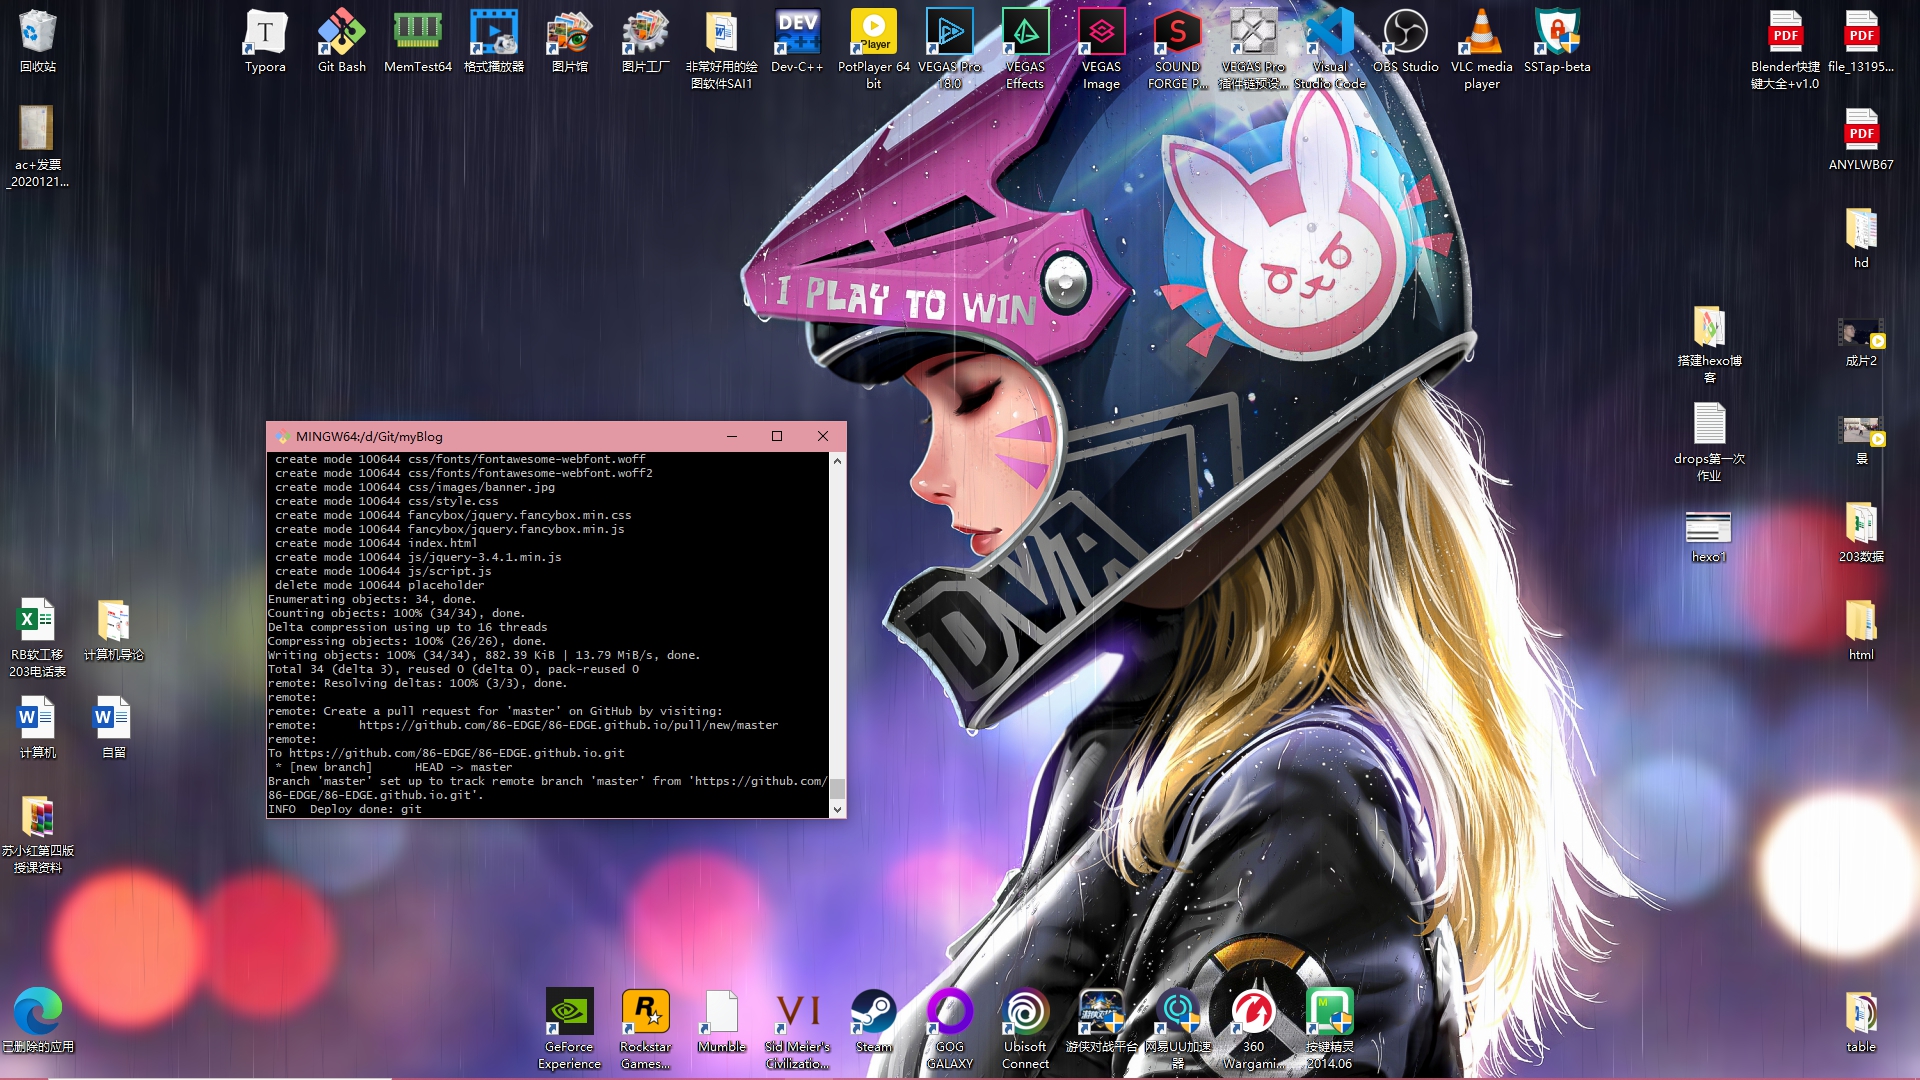 回收站
Typora
Git Bash
MemTest64
格式播放器
图片馆
图片工厂
非常好用的绘
图软件SAI1
DEV
Dev-C++
Player
PotPlayer 64
bit
VEGAS Pro
18.0
VEGAS
Effects
VEGAS
Image
SOUND
FORGE P...
VEGAS Pro
插件链预设...
Visual
Studio Code
OBS Studio
VLC media
player
SSTap-beta
PDF
Blender快捷
键大全+v1.0
PDF
file_13195...
ac+发票
_2020121...
PDF
ANYLWB67
hd
I PLAY TO WIN
搭建hexo博
客
成片2
drops第一次
作业
景
hexo1
203数据
DVA
MINGW64:/d/Git/myBlog
create mode 100644 css/fonts/fontawesome-webfont.woff
create mode 100644 css/fonts/fontawesome-webfont.woff2
create mode 100644 css/images/banner.jpg
create mode 100644 css/style.css
create mode 100644 fancybox/jquery.fancybox.min.css
create mode 100644 fancybox/jquery.fancybox.min.js
create mode 100644 index.html
create mode 100644 js/jquery-3.4.1.min.js
create mode 100644 js/script.js
delete mode 100644 placeholder
Enumerating objects: 34, done.
Counting objects: 100% (34/34), done.
Delta compression using up to 16 threads
Compressing objects: 100% (26/26), done.
Writing objects: 100% (34/34), 882.39 KiB | 13.79 MiB/s, done.
Total 34 (delta 3), reused 0 (delta 0), pack-reused 0
remote: Resolving deltas: 100% (3/3), done.
remote:
remote: Create a pull request for 'master' on GitHub by visiting:
remote:      https://github.com/86-EDGE/86-EDGE.github.io/pull/new/master
remote:
To https://github.com/86-EDGE/86-EDGE.github.io.git
* [new branch]      HEAD -> master
Branch 'master' set up to track remote branch 'master' from 'https://github.com/
86-EDGE/86-EDGE.github.io.git'.
INFO  Deploy done: git
RB软工移
203电话表
计算机导论
html
计算机
自留
苏小红第四版
授课资料
已删除的应用
GeForce
Experience
Rockstar
Games...
Mumble
VI
Sid Meier's
Civilizatio...
Steam
GOG
GALAXY
Ubisoft
Connect
游侠对战平台
网易UU加速
器
360
Wargami...
按键精灵
2014.06
table